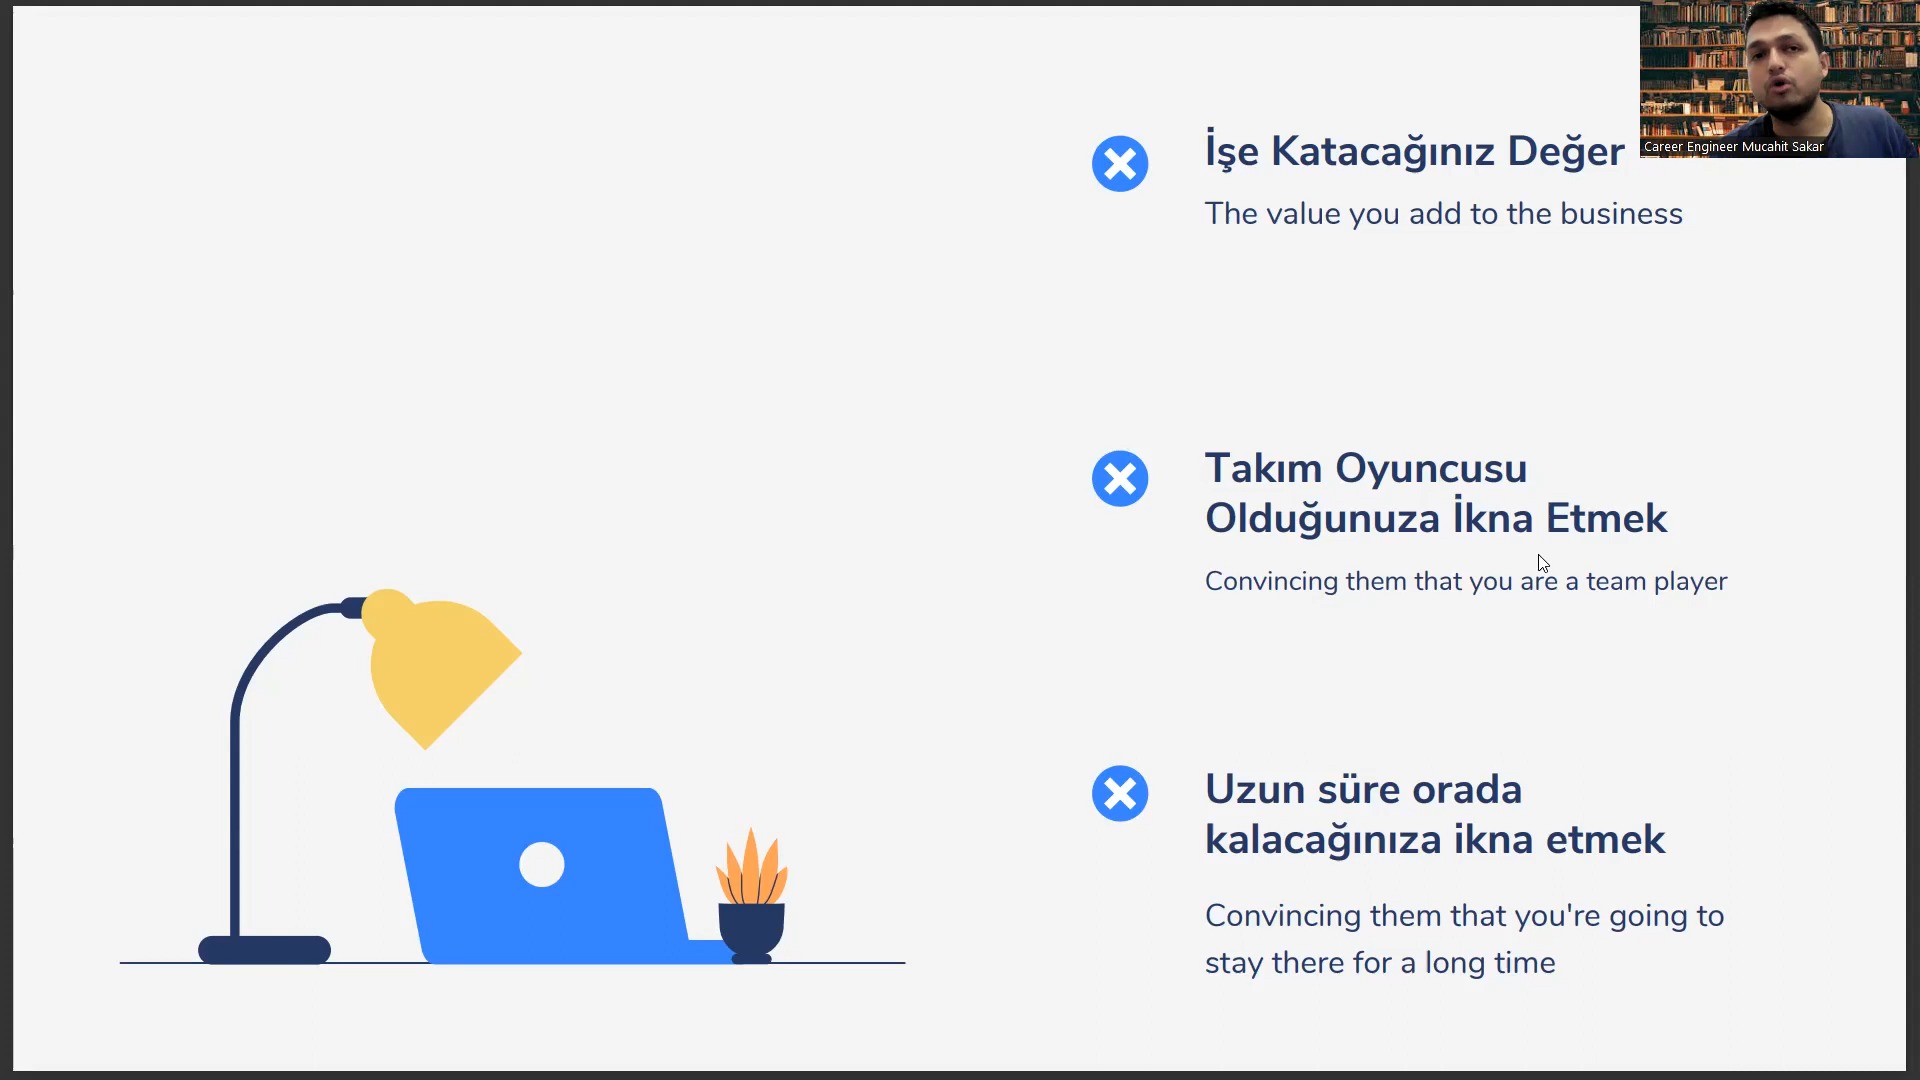 İşe Katacağınız Değer
The value you add to the business
Career Engineer Mucahit Sakar
Takım Oyuncusu
Olduğunuza İkna Etmek
Convincing them that you are a team player
Uzun süre orada
kalacağınıza ikna etmek
Convincing them that you're going to
stay there for a long time